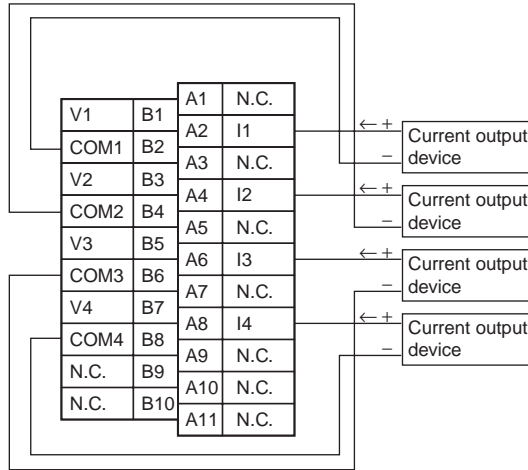 A1 N.C.
V1 B1
A2 I1
← + Current output device
COM1 B2
−
A3 N.C.
V2 B3
A4 I2
← + Current output device
COM2 B4
−
A5 N.C.
V3 B5
A6 I3
← + Current output device
COM3 B6
−
A7 N.C.
V4 B7
A8 I4
← + Current output device
COM4 B8
−
A9 N.C.
N.C. B9
A10 N.C.
N.C. B10
A11 N.C.